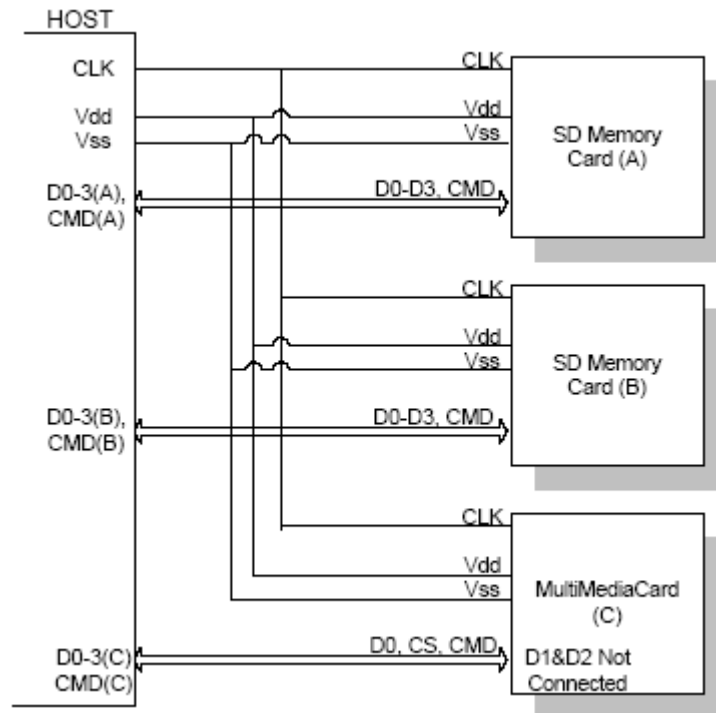 HOST
CLK
CLK
Vdd
Vdd
Vss
Vss
SD Memory
Card (A)
D0-3(A),
CMD(A)
D0-D3, CMD
CLK
Vdd
Vss
SD Memory
Card (B)
D0-3(B),
CMD(B)
D0-D3, CMD
CLK
Vdd
Vss
MultiMediaCard
(C)
D0-3(C)
CMD(C)
D0, CS, CMD
D1&D2 Not
Connected